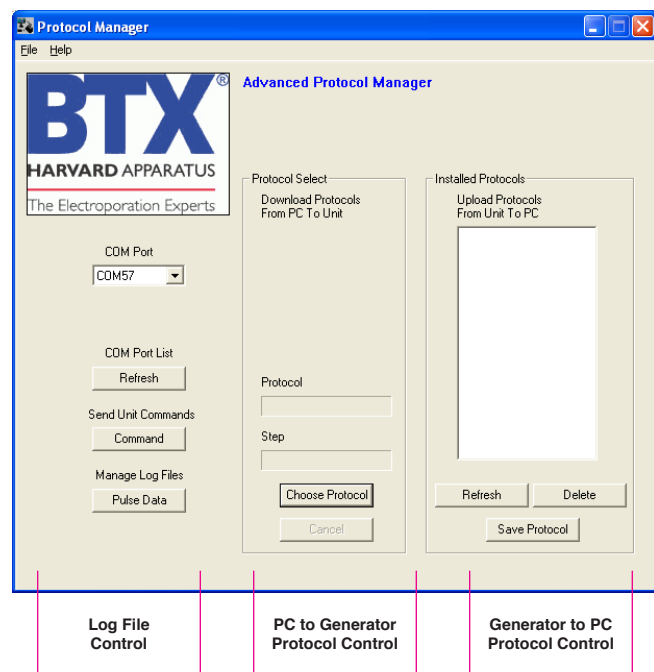 Protocol Manager
File Help
BTX®
HARVARD APPARATUS
The Electroporation Experts
Advanced Protocol Manager
COM Port
COM57
COM Port List
Refresh
Send Unit Commands
Command
Manage Log Files
Pulse Data
Protocol Select
Download Protocols
From PC To Unit
Protocol
Step
Choose Protocol
Cancel
Installed Protocols
Upload Protocols
From Unit To PC
Refresh Delete
Save Protocol
Log File
Control
PC to Generator
Protocol Control
Generator to PC
Protocol Control